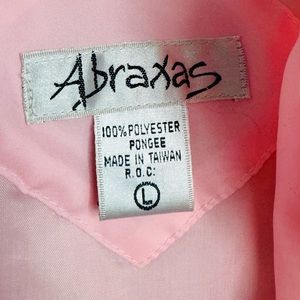 Abraxas
100% POLYESTER
PONGEE
MADE IN TAIWAN
R.O.C:
L